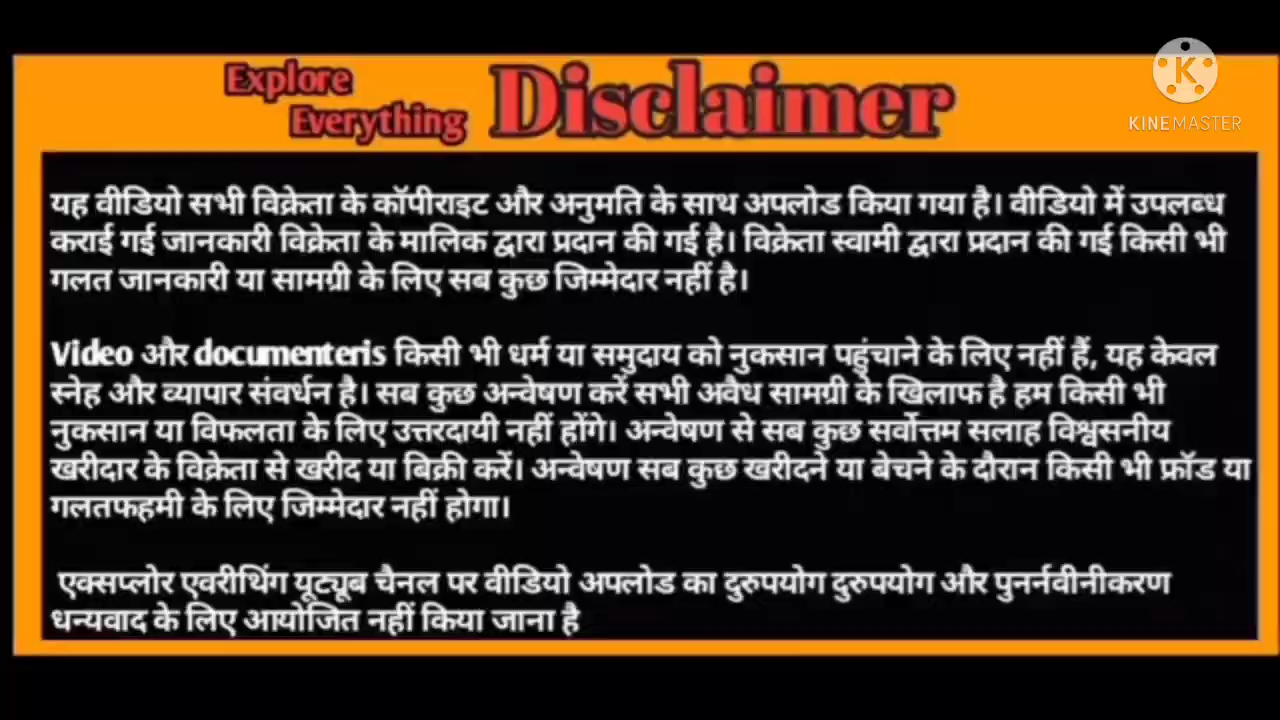 Explore
Everything
Disclaimer
KINEMASTER
यह वीडियो सभी विक्रेता के कॉपीराइट और अनुमति के साथ अपलोड किया गया है। वीडियो में उपलब्ध
कराई गई जानकारी विक्रेता के मालिक द्वारा प्रदान की गई है। विक्रेता स्वामी द्वारा प्रदान की गई किसी भी
गलत जानकारी या सामग्री के लिए सब कुछ जिम्मेदार नहीं है।
Video और documenteris किसी भी धर्म या समुदाय को नुकसान पहुंचाने के लिए नहीं हैं, यह केवल
स्नेह और व्यापार संवर्धन है। सब कुछ अन्वेषण करें सभी अवैध सामग्री के खिलाफ है हम किसी भी
नुकसान या विफलता के लिए उत्तरदायी नहीं होंगे। अन्वेषण से सब कुछ सर्वोत्तम सलाह विश्वसनीय
खरीदार के विक्रेता से खरीद या बिक्री करें। अन्वेषण सब कुछ खरीदने या बेचने के दौरान किसी भी फ्रॉड या
गलतफहमी के लिए जिम्मेदार नहीं होगा।
एक्सप्लोर एवरीथिंग यूट्यूब चैनल पर वीडियो अपलोड का दुरुपयोग दुरुपयोग और पुनर्नवीनीकरण
धन्यवाद के लिए आयोजित नहीं किया जाना है